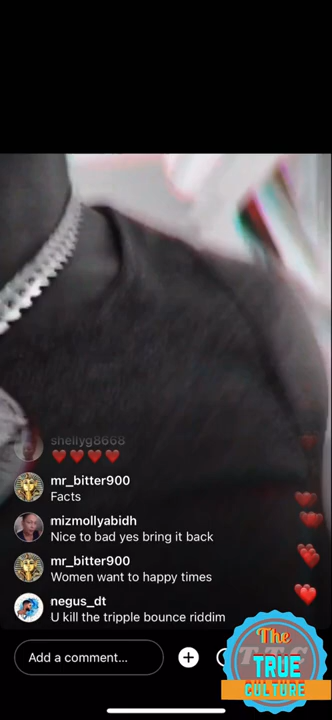 shellyg8668
❤️❤️❤️❤️
mr_bitter900
Facts
mizmollyabidh
Nice to bad yes bring it back
mr_bitter900
Women want to happy times
negus_dt
U kill the tripple bounce riddim
Add a comment...
The
TRUE
CULTURE